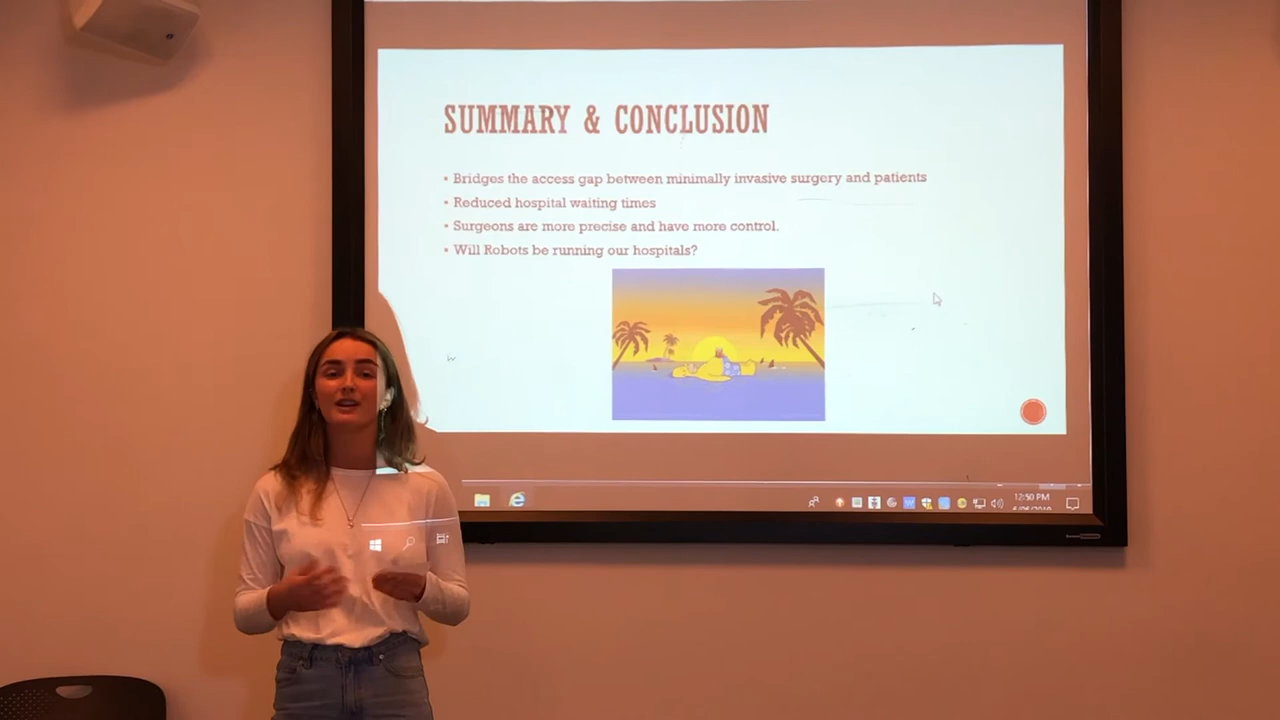 SUMMARY & CONCLUSION
• Bridges the access gap between minimally invasive surgery and patients
• Reduced hospital waiting times
• Surgeons are more precise and have more control.
• Will Robots be running our hospitals?
12:50 PM